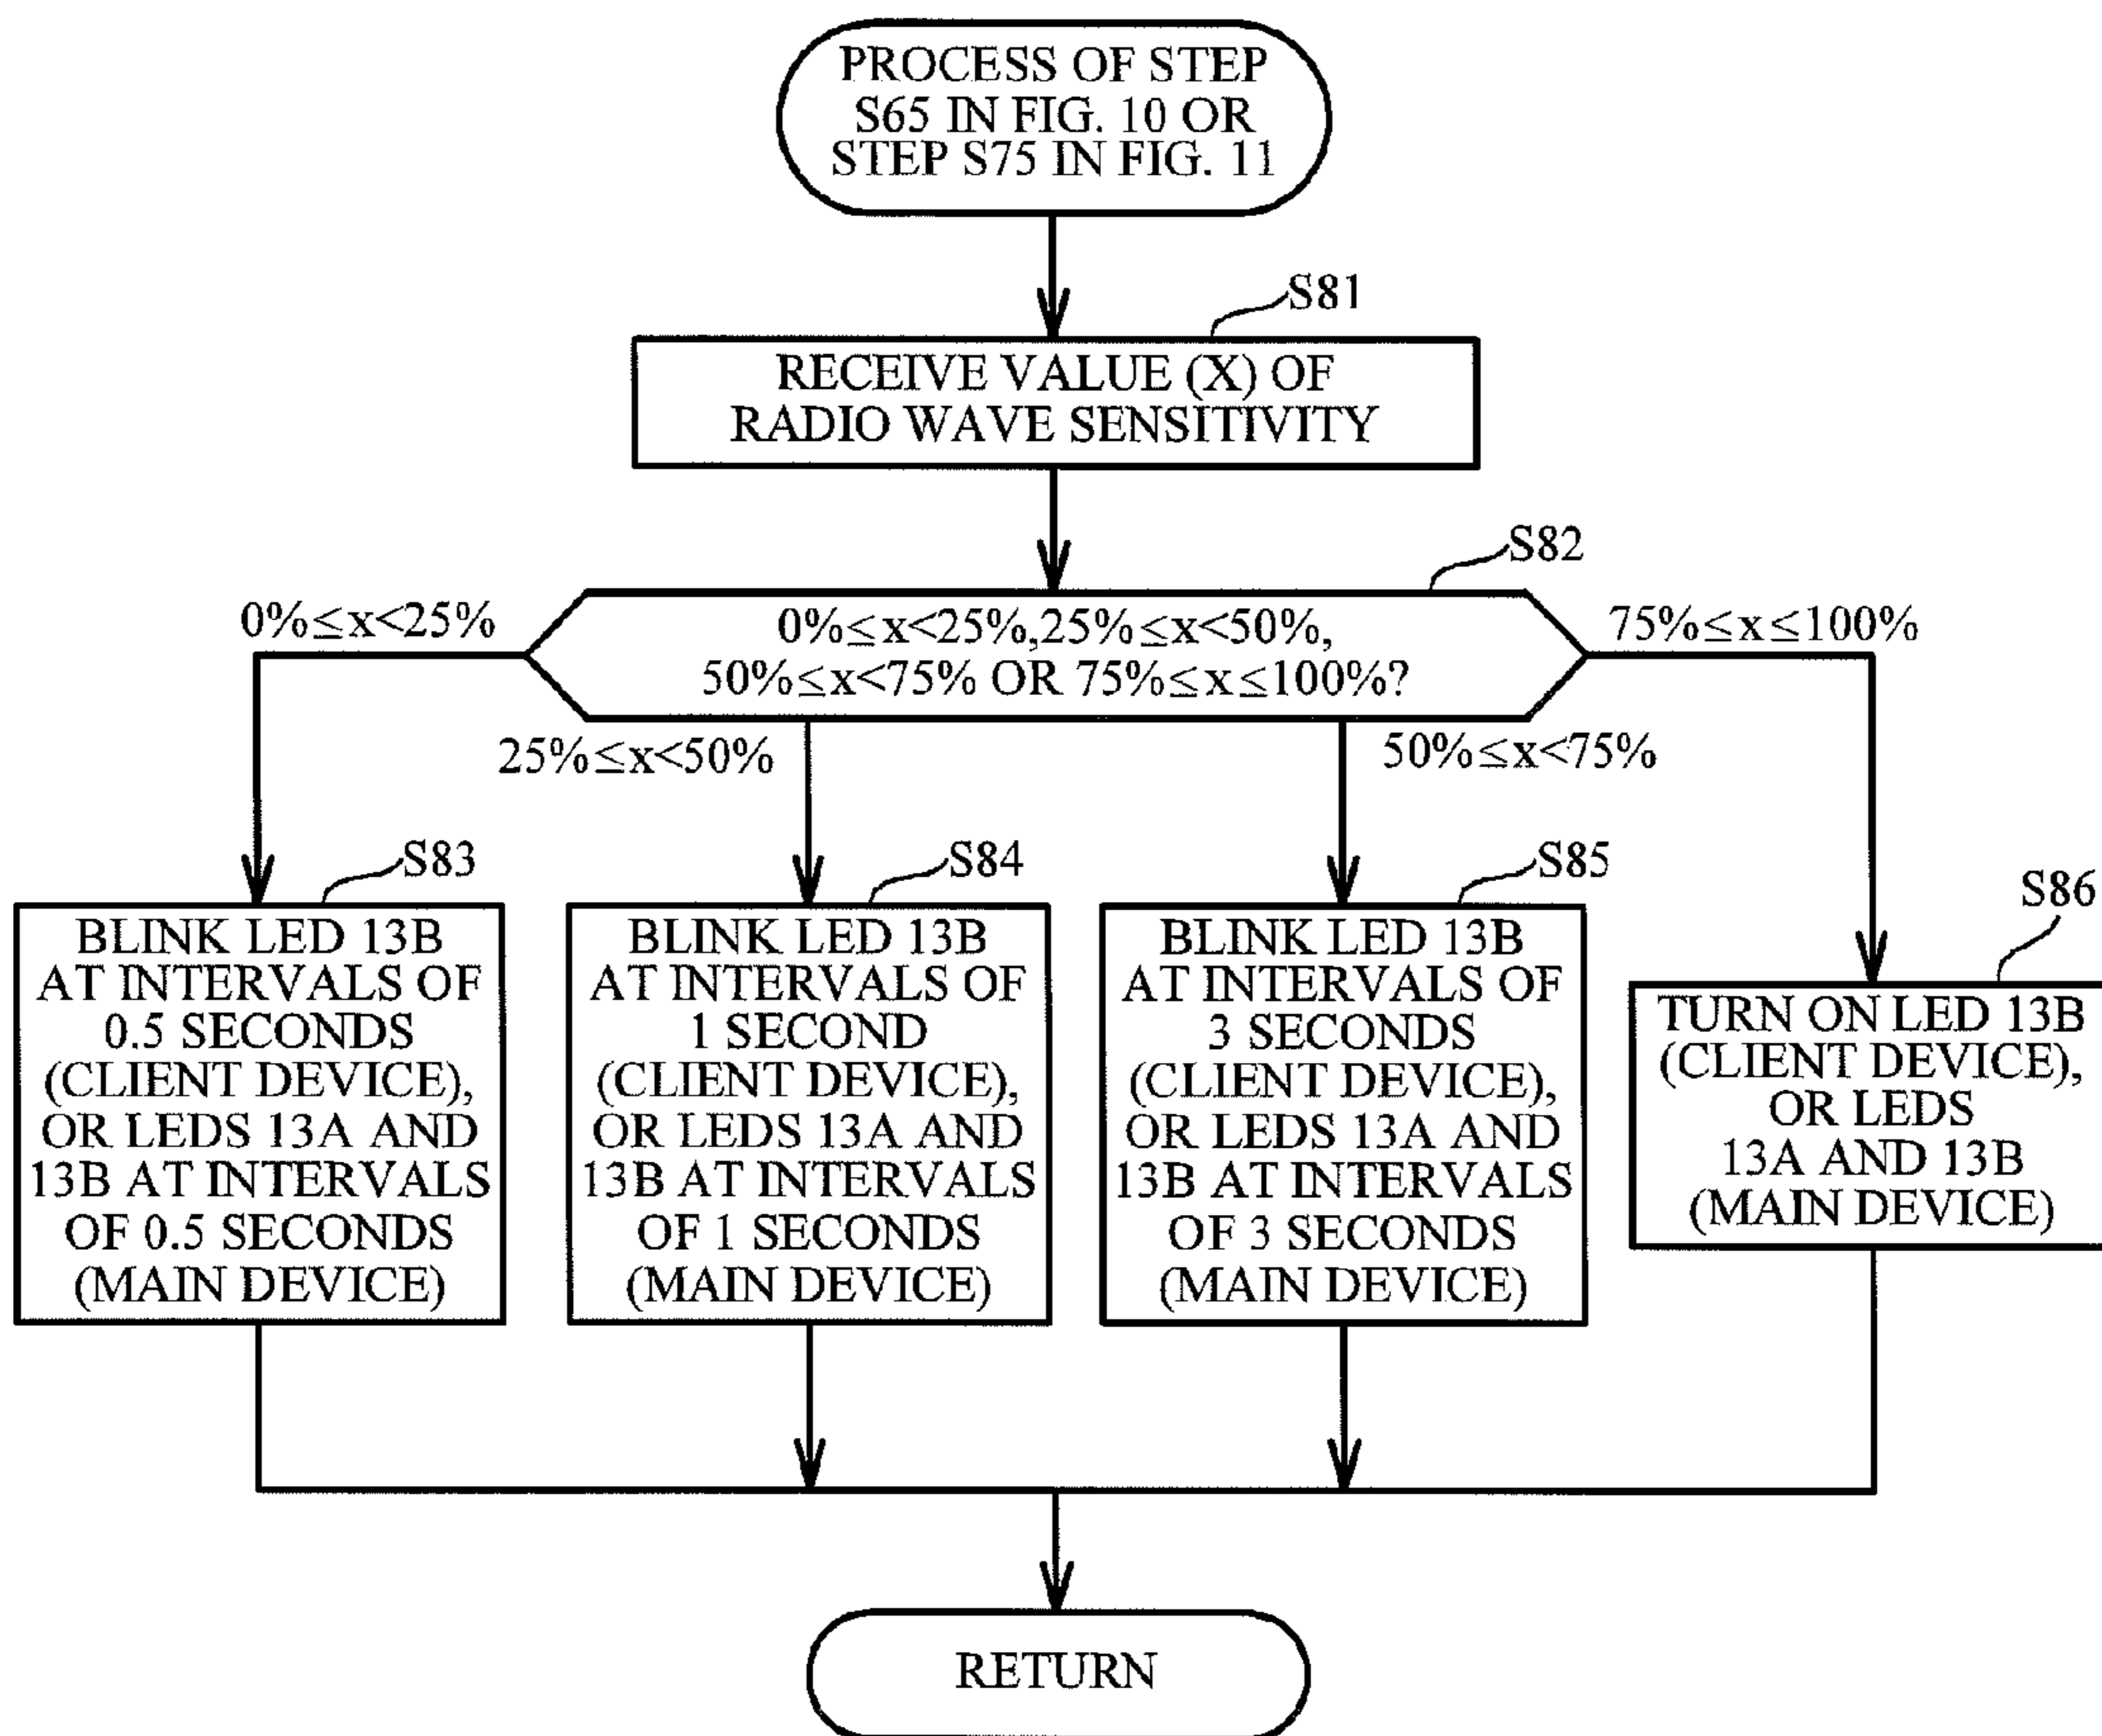 PROCESS OF STEP
S65 IN FIG. 10 OR
STEP S75 IN FIG. 11
S81
RECEIVE VALUE (X) OF
RADIO WAVE SENSITIVITY
S82
0%≤x<25%
0%≤x<25%,25%≤x<50%,
50%≤x<75% OR 75%≤x≤100%?
75%≤x≤100%
25%≤x<50%
50%≤x<75%
S83
BLINK LED 13B
AT INTERVALS OF
0.5 SECONDS
(CLIENT DEVICE),
OR LEDS 13A AND
13B AT INTERVALS
OF 0.5 SECONDS
(MAIN DEVICE)
S84
BLINK LED 13B
AT INTERVALS OF
1 SECOND
(CLIENT DEVICE),
OR LEDS 13A AND
13B AT INTERVALS
OF 1 SECONDS
(MAIN DEVICE)
S85
BLINK LED 13B
AT INTERVALS OF
3 SECONDS
(CLIENT DEVICE),
OR LEDS 13A AND
13B AT INTERVALS
OF 3 SECONDS
(MAIN DEVICE)
S86
TURN ON LED 13B
(CLIENT DEVICE),
OR LEDS
13A AND 13B
(MAIN DEVICE)
RETURN